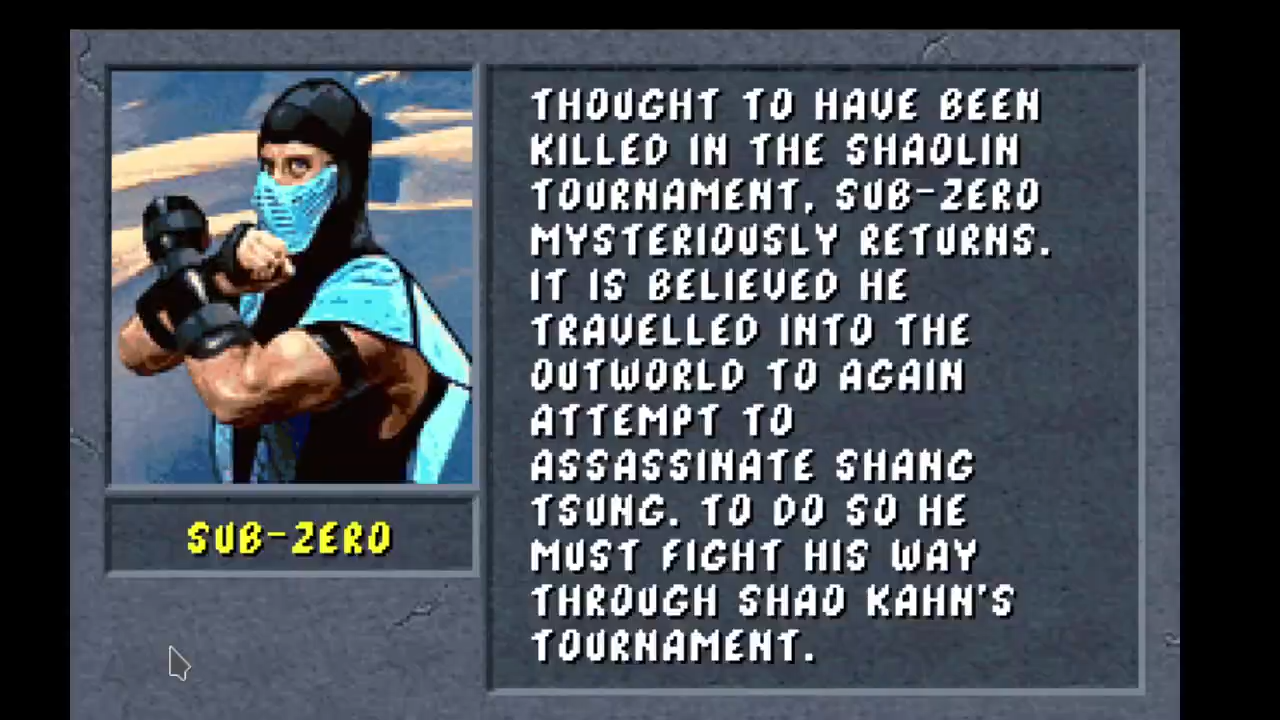 THOUGHT TO HAVE BEEN
KILLED IN THE SHAOLIN
TOURNAMENT, SUB-ZERO
MYSTERIOUSLY RETURNS.
IT IS BELIEVED HE
TRAVELLED INTO THE
OUTWORLD TO AGAIN
ATTEMPT TO
ASSASSINATE SHANG
TSUNG. TO DO SO HE
MUST FIGHT HIS WAY
THROUGH SHAO KAHN'S
TOURNAMENT.
SUB-ZERO